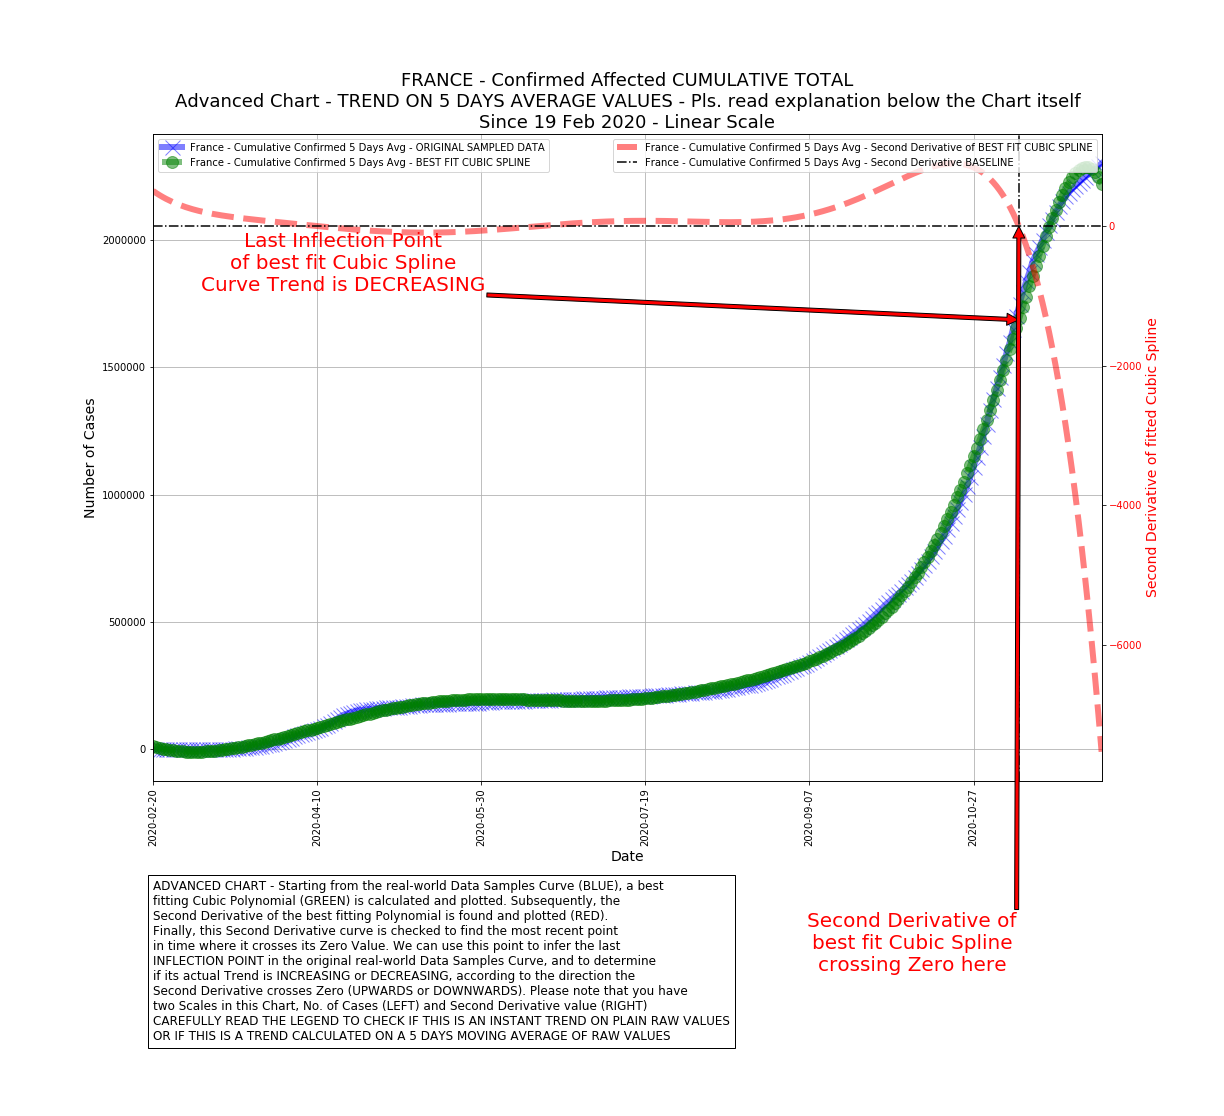 FRANCE - Confirmed Affected CUMULATIVE TOTAL
Advanced Chart - TREND ON 5 DAYS AVERAGE VALUES - Pls. read explanation below the Chart itself
Since 19 Feb 2020 - Linear Scale
France - Cumulative Confirmed 5 Days Avg - ORIGINAL SAMPLED DATA
France - Cumulative Confirmed 5 Days Avg - BEST FIT CUBIC SPLINE
France - Cumulative Confirmed 5 Days Avg - Second Derivative of BEST FIT CUBIC SPLINE
France - Cumulative Confirmed 5 Days Avg - Second Derivative BASELINE
Last Inflection Point
of best fit Cubic Spline
Curve Trend is DECREASING
Number of Cases
2000000
1500000
1000000
500000
0
0
−2000
−4000
−6000
Second Derivative of fitted Cubic Spline
2020-02-20
2020-04-10
2020-05-30
2020-07-19
2020-09-07
2020-10-27
Date
Second Derivative of
best fit Cubic Spline
crossing Zero here
ADVANCED CHART - Starting from the real-world Data Samples Curve (BLUE), a best
fitting Cubic Polynomial (GREEN) is calculated and plotted. Subsequently, the
Second Derivative of the best fitting Polynomial is found and plotted (RED).
Finally, this Second Derivative curve is checked to find the most recent point
in time where it crosses its Zero Value. We can use this point to infer the last
INFLECTION POINT in the original real-world Data Samples Curve, and to determine
if its actual Trend is INCREASING or DECREASING, according to the direction the
Second Derivative crosses Zero (UPWARDS or DOWNWARDS). Please note that you have
two Scales in this Chart, No. of Cases (LEFT) and Second Derivative value (RIGHT)
CAREFULLY READ THE LEGEND TO CHECK IF THIS IS AN INSTANT TREND ON PLAIN RAW VALUES
OR IF THIS IS A TREND CALCULATED ON A 5 DAYS MOVING AVERAGE OF RAW VALUES